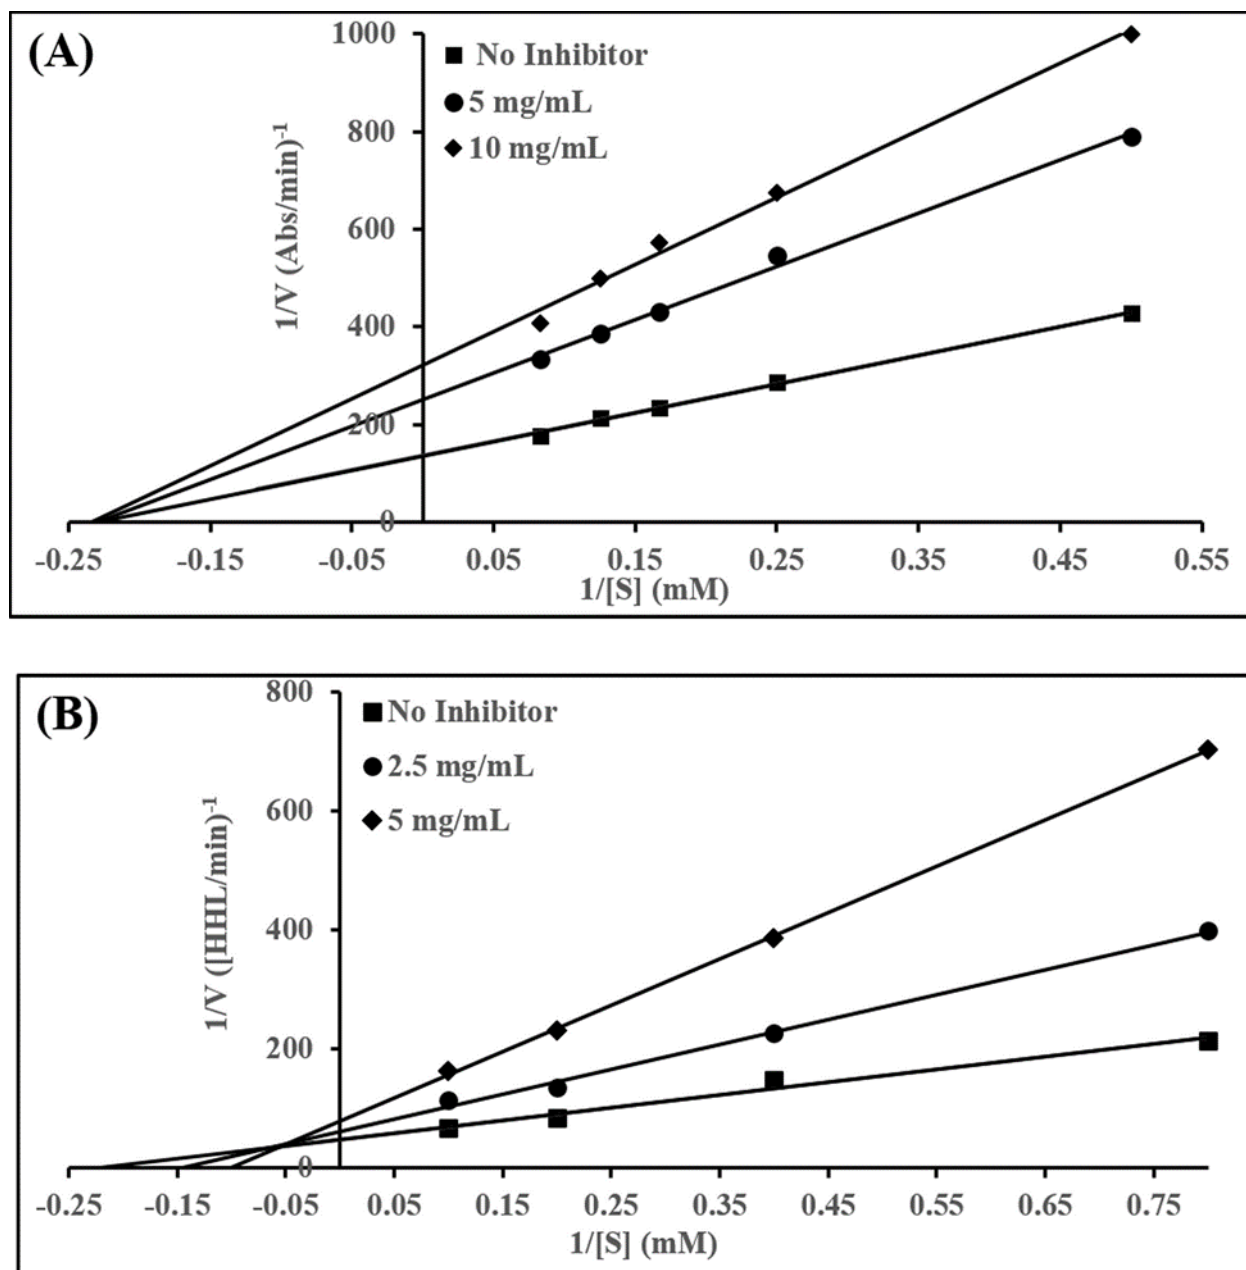 (A)
1000
800
600
400
200
0
1/V (Abs/min)⁻¹
No Inhibitor
5 mg/mL
10 mg/mL
-0.25 -0.15 -0.05 0.05 0.15 0.25 0.35 0.45 0.55
1/[S] (mM)
(B)
800
600
400
200
0
1/V ([HHL/min)⁻¹
No Inhibitor
2.5 mg/mL
5 mg/mL
-0.25 -0.15 -0.05 0.05 0.15 0.25 0.35 0.45 0.55 0.65 0.75
1/[S] (mM)